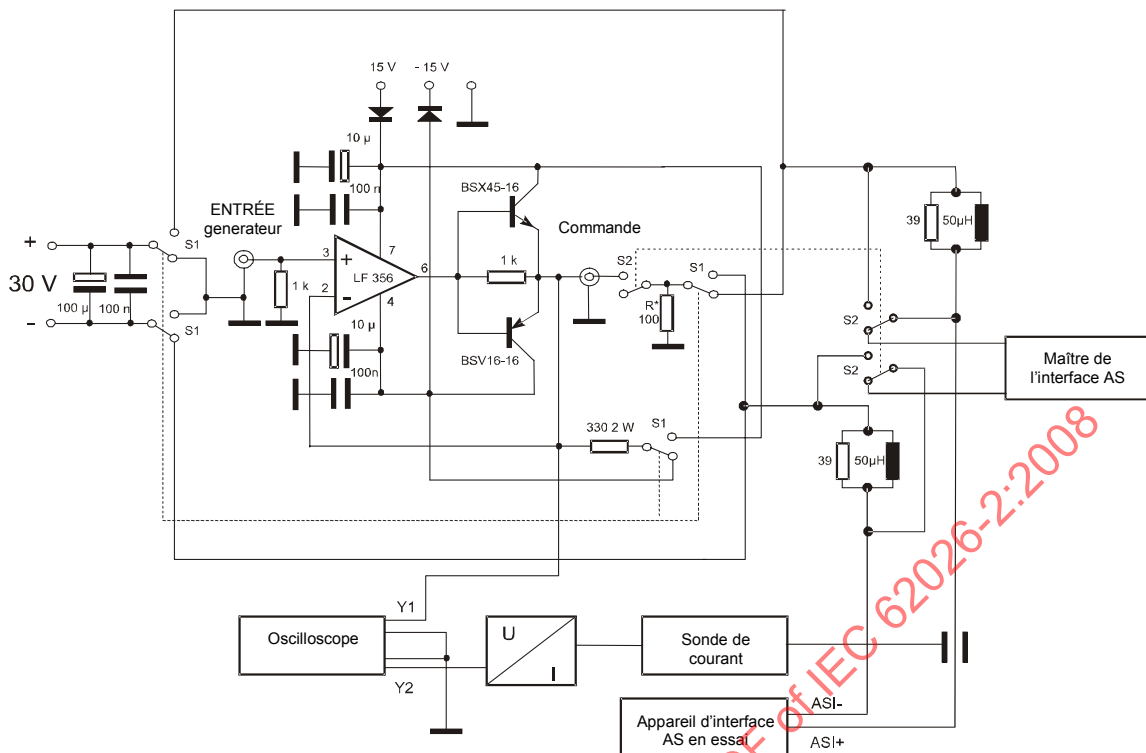 15 V
- 15 V
10 µ
100 n
BSX45-16
ENTRÉE
generateur
Commande
+
30 V
-
100 µ
100 n
S1
S1
1 k
3
2
+
-
LF 356
7
4
6
1 k
S2
S1
R*
100
39
50µH
10 µ
100n
BSV16-16
S2
S2
Maître de
l'interface AS
330 2 W
S1
39
50µH
Y1
Oscilloscope
Y2
U
I
Sonde de
courant
ASI-
Appareil d'interface
AS en essai
ASI+
of IEC 62026-2:2008